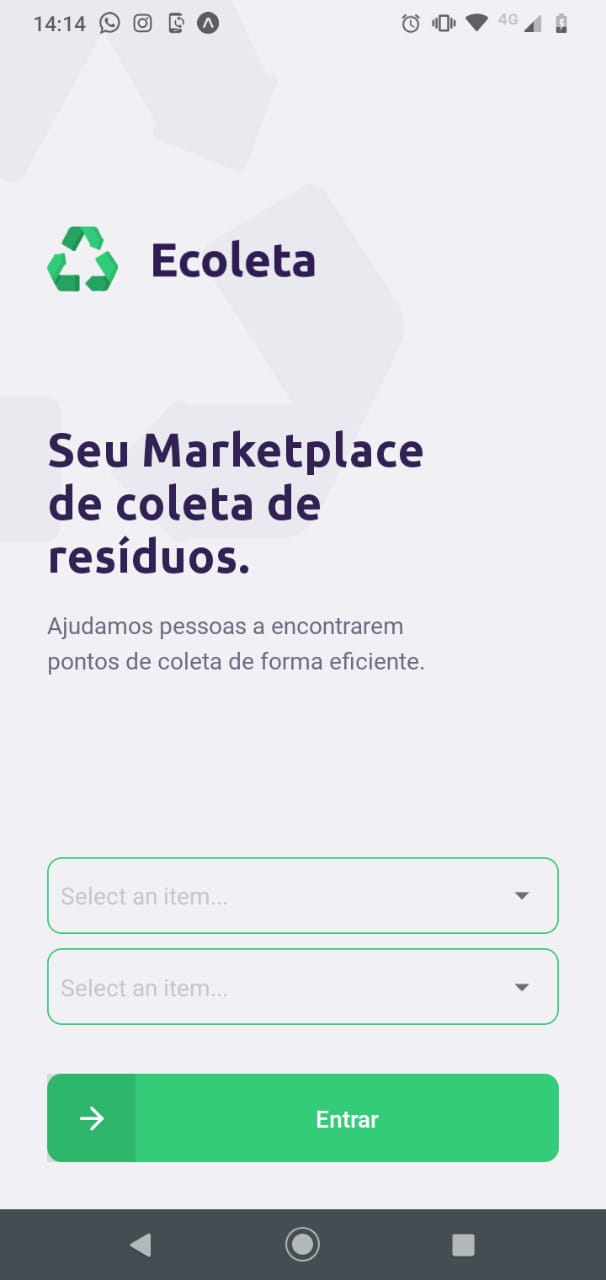 14:14
4G
Ecoleta
Seu Marketplace
de coleta de
resíduos.
Ajudamos pessoas a encontrarem
pontos de coleta de forma eficiente.
Select an item...
Select an item...
Entrar